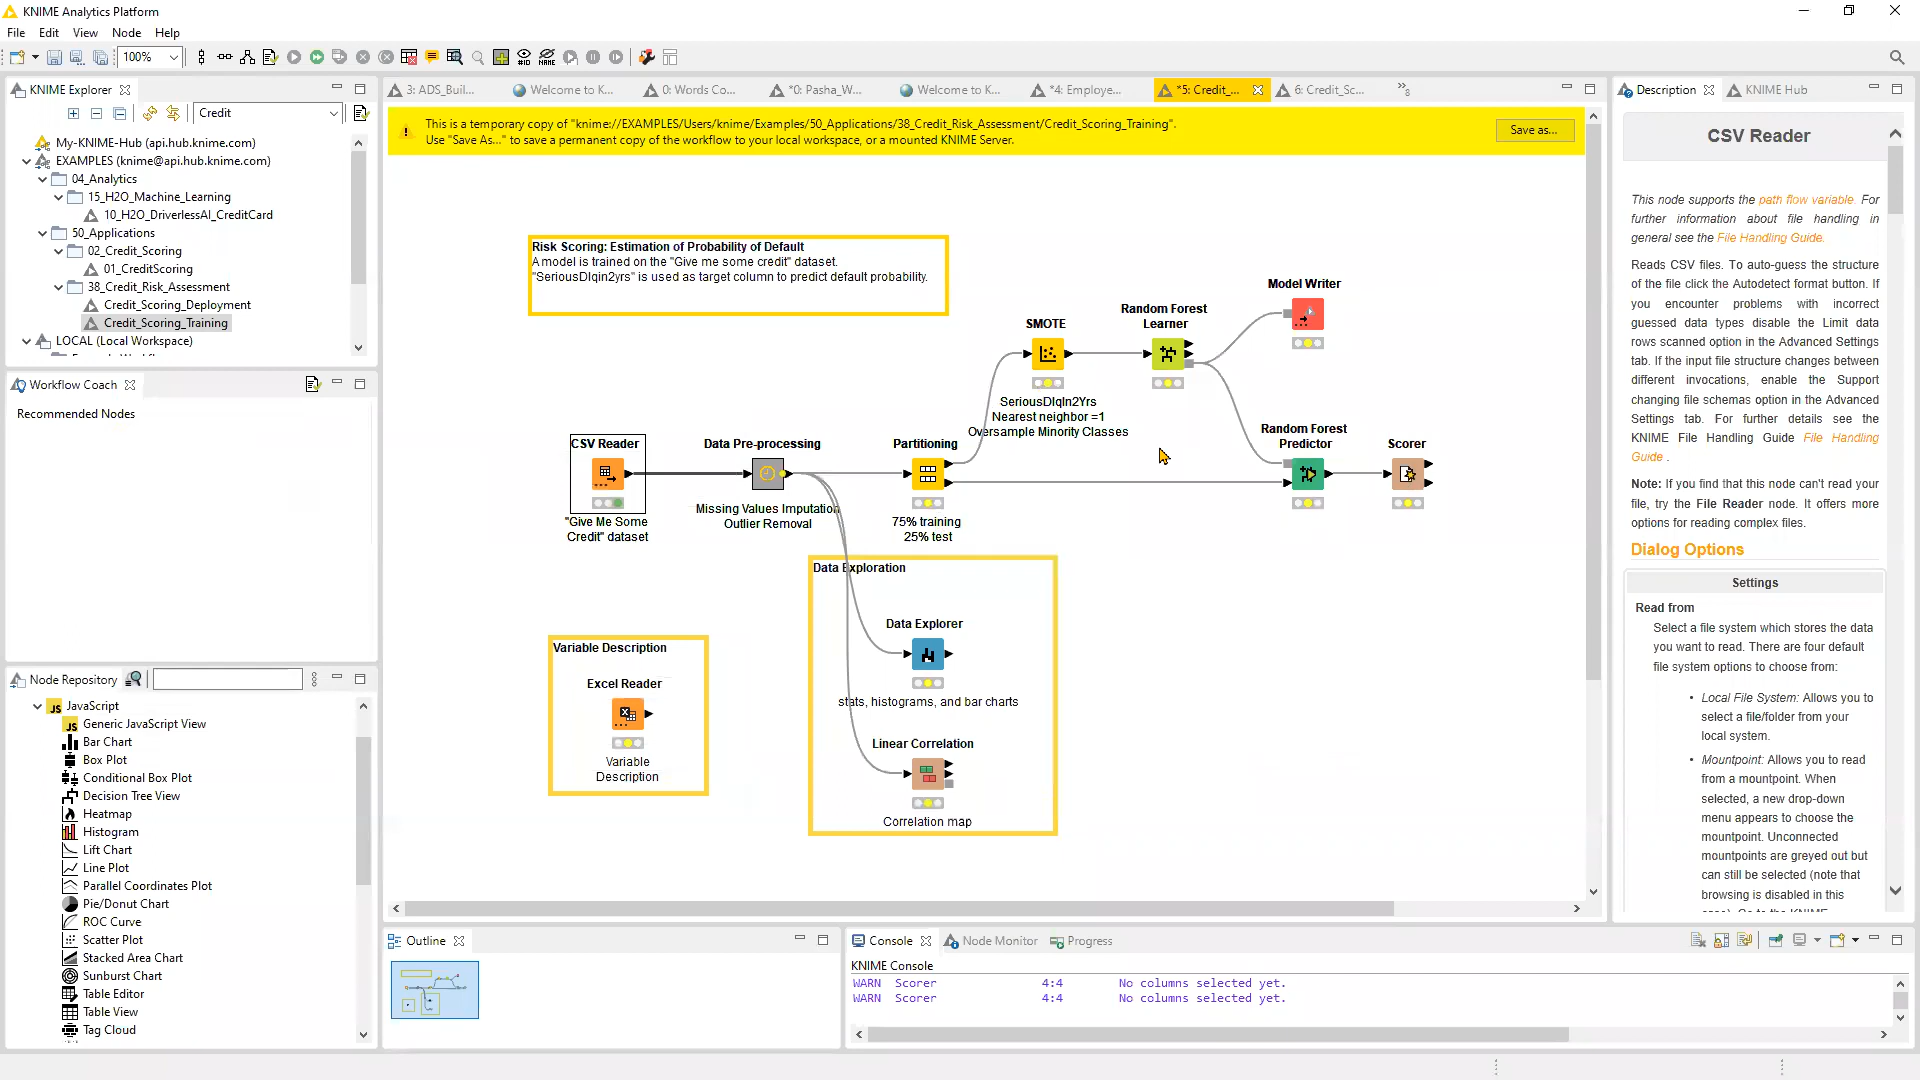 KNIME Analytics Platform
File Edit View Node Help
100%
KNIME Explorer
Credit
My-KNIME-Hub (api.hub.knime.com)
EXAMPLES (knime@api.hub.knime.com)
04_Analytics
15_H2O_Machine_Learning
10_H2O_DriverlessAI_CreditCard
50_Applications
02_Credit_Scoring
01_CreditScoring
38_Credit_Risk_Assessment
Credit_Scoring_Deployment
Credit_Scoring_Training
LOCAL (Local Workspace)
Workflow Coach
Recommended Nodes
Node Repository
JavaScript
Generic JavaScript View
Bar Chart
Box Plot
Conditional Box Plot
Decision Tree View
Heatmap
Histogram
Lift Chart
Line Plot
Parallel Coordinates Plot
Pie/Donut Chart
ROC Curve
Scatter Plot
Stacked Area Chart
Sunburst Chart
Table Editor
Table View
Tag Cloud
3: ADS_Buil... Welcome to K... 0: Words Co... *0: Pasha_W... Welcome to K... *4: Employe... *5: Credit_... 6: Credit_Sc... 8
This is a temporary copy of "knime://EXAMPLES/Users/knime/Examples/50_Applications/38_Credit_Risk_Assessment/Credit_Scoring_Training".
Use "Save As..." to save a permanent copy of the workflow to your local workspace, or a mounted KNIME Server.
Save as...
Risk Scoring: Estimation of Probability of Default
A model is trained on the "Give me some credit" dataset.
"SeriousDlqin2yrs" is used as target column to predict default probability.
Model Writer
SMOTE
Random Forest
Learner
SeriousDlqIn2Yrs
Nearest neighbor =1
Oversample Minority Classes
CSV Reader
"Give Me Some
Credit" dataset
Data Pre-processing
Missing Values Imputation
Outlier Removal
Partitioning
75% training
25% test
Random Forest
Predictor
Scorer
Data Exploration
Data Explorer
stats, histograms, and bar charts
Linear Correlation
Correlation map
Variable Description
Excel Reader
Variable
Description
Outline
Console Node Monitor Progress
KNIME Console
WARN Scorer 4:4 No columns selected yet.
WARN Scorer 4:4 No columns selected yet.
Description KNIME Hub
CSV Reader
This node supports the path flow variable. For
further information about file handling in
general see the File Handling Guide.
Reads CSV files. To auto-guess the structure
of the file click the Autodetect format button. If
you encounter problems with incorrect
guessed data types disable the Limit data
rows scanned option in the Advanced Settings
tab. If the input file structure changes between
different invocations, enable the Support
changing file schemas option in the Advanced
Settings tab. For further details see the
KNIME File Handling Guide File Handling
Guide .
Note: If you find that this node can't read your
file, try the File Reader node. It offers more
options for reading complex files.
Dialog Options
Settings
Read from
Select a file system which stores the data
you want to read. There are four default
file system options to choose from:
• Local File System: Allows you to
select a file/folder from your
local system.
• Mountpoint: Allows you to read
from a mountpoint. When
selected, a new drop-down
menu appears to choose the
mountpoint. Unconnected
mountpoints are greyed out but
can still be selected (note that
browsing is disabled in this